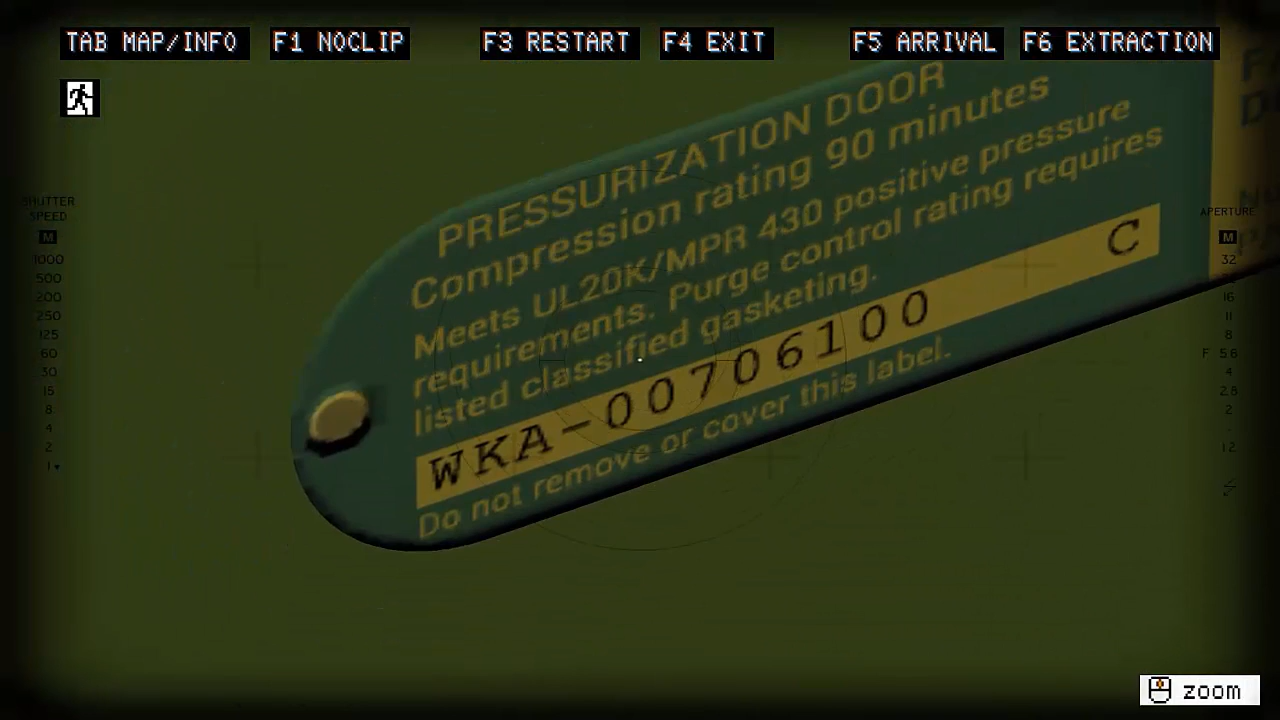 TAB MAP/INFO
F1 NOCLIP
F3 RESTART
F4 EXIT
F5 ARRIVAL
F6 EXTRACTION
PRESSURIZATION DOOR
Compression rating 90 minutes
Meets UL20K/MPR 430 positive pressure
requirements. Purge control rating requires
listed classified gasketing.
WKA-00706100 C
Do not remove or cover this label.
SHUTTER
SPEED
M
1000
500
200
250
125
60
30
15
8
4
2
1
APERTURE
M
32
16
11
8
F 5.6
4
2.8
2
1.2
zoom